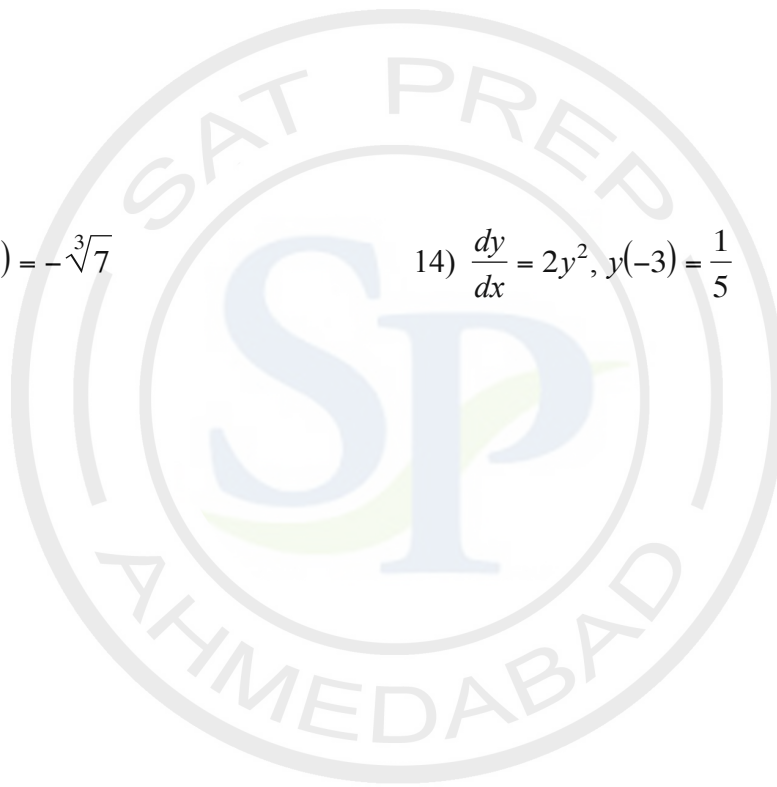 SAT PREP
) = −∛7
14) dy/dx = 2y², y(−3) = 1/5
SP
AHMEDABAD